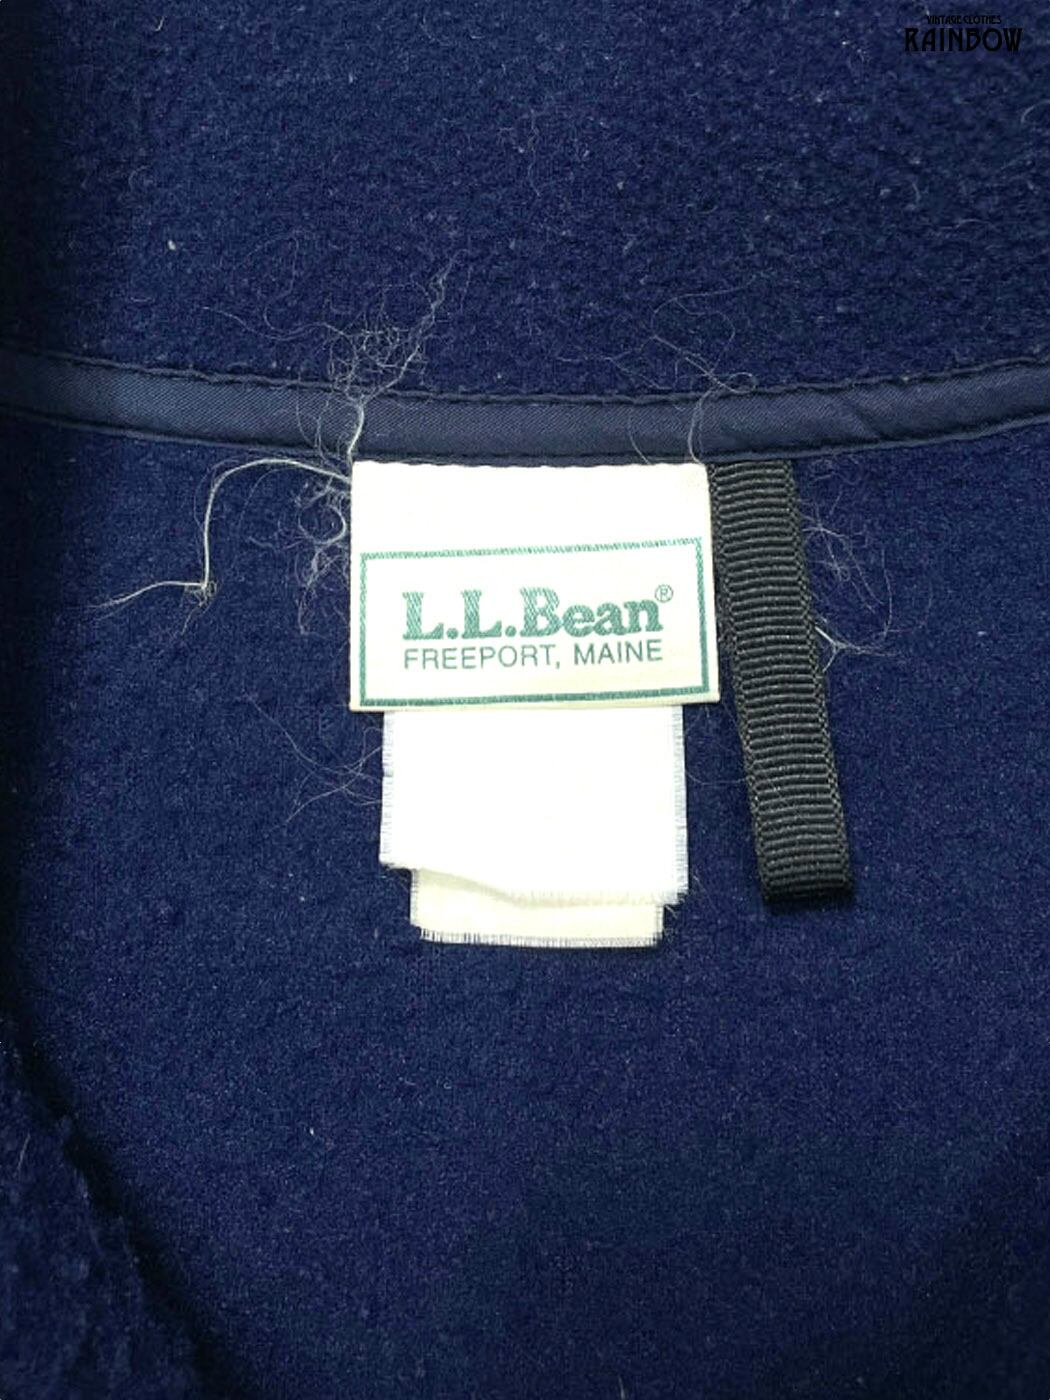 VINTAGE CLOTHES
RAINBOW
L.L.Bean®
FREEPORT, MAINE